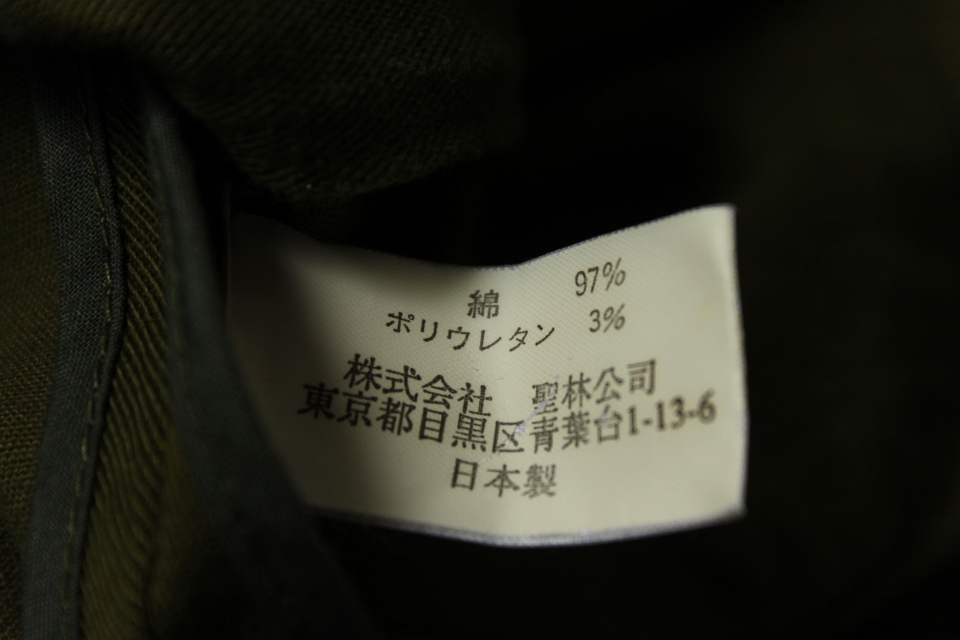 綿 97%
ポリウレタン 3%
株式会社 聖林公司
東京都目黒区青葉台1-13-6
日本製